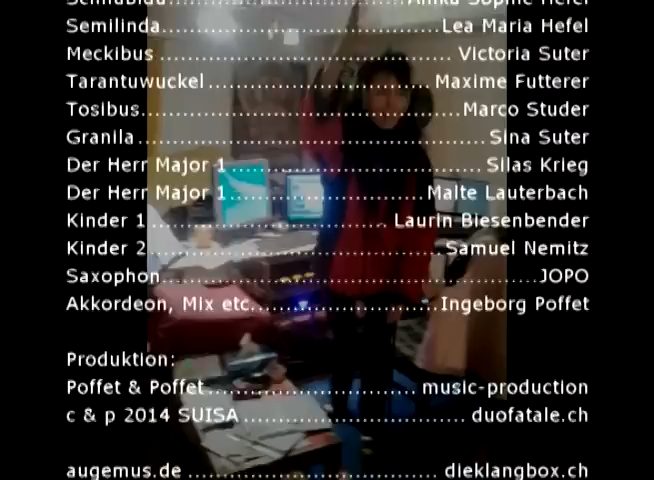 Semilinda Lea Maria Hefel
Meckibus Victoria Suter
Tarantuwuckel Maxime Futterer
Tosibus Marco Studer
Granila Sina Suter
Der Herr Major 1 Silas Krieg
Der Herr Major 1 Malte Lauterbach
Kinder 1 Laurin Biesenbender
Kinder 2 Samuel Nemitz
Saxophon JOPO
Akkordeon, Mix etc. Ingeborg Poffet
Produktion:
Poffet & Poffet music-production
c & p 2014 SUISA duofatale.ch
augemus.de dieklangbox.ch